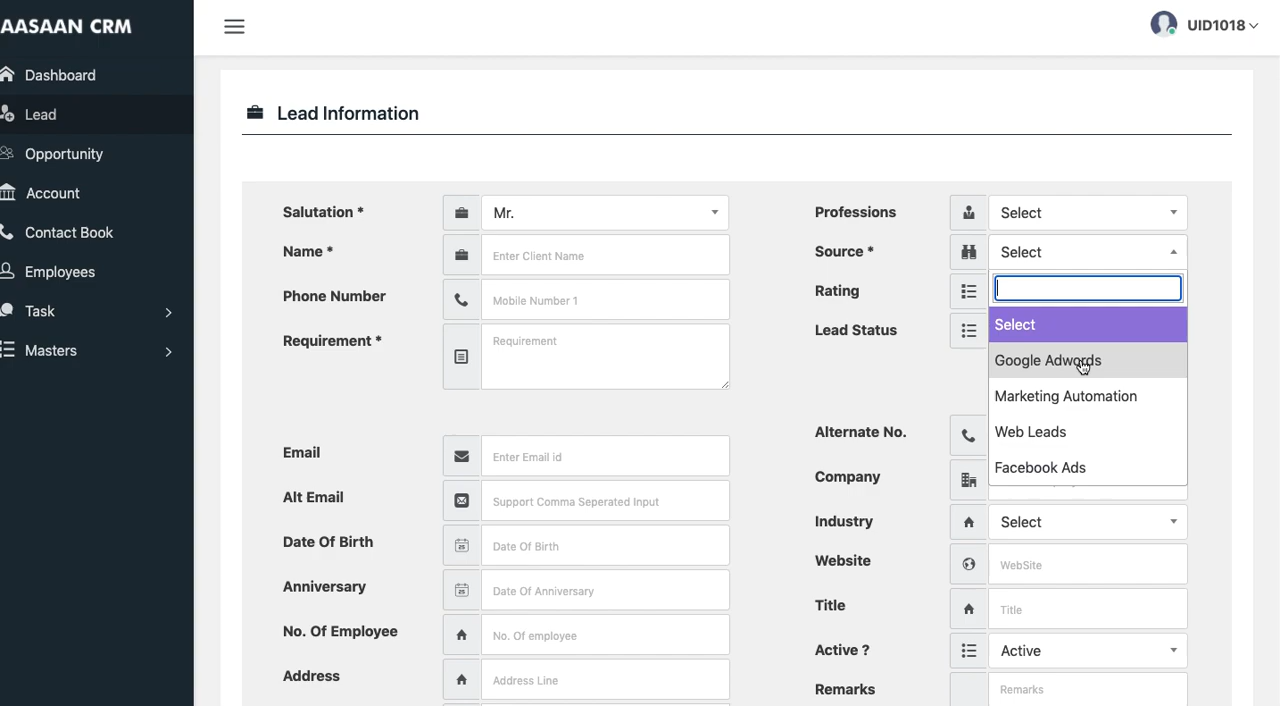 AASAAN CRM
UID1018
Dashboard
Lead
Opportunity
Account
Contact Book
Employees
Task
Masters
Lead Information
Salutation *
Mr.
Name *
Enter Client Name
Phone Number
Mobile Number 1
Requirement *
Requirement
Email
Enter Email id
Alt Email
Support Comma Seperated Input
Date Of Birth
Date Of Birth
Anniversary
Date Of Anniversary
No. Of Employee
No. Of employee
Address
Address Line
Professions
Select
Source *
Select
Select
Google Adwords
Marketing Automation
Web Leads
Facebook Ads
Rating
Lead Status
Alternate No.
Company
Industry
Select
Website
WebSite
Title
Title
Active ?
Active
Remarks
Remarks